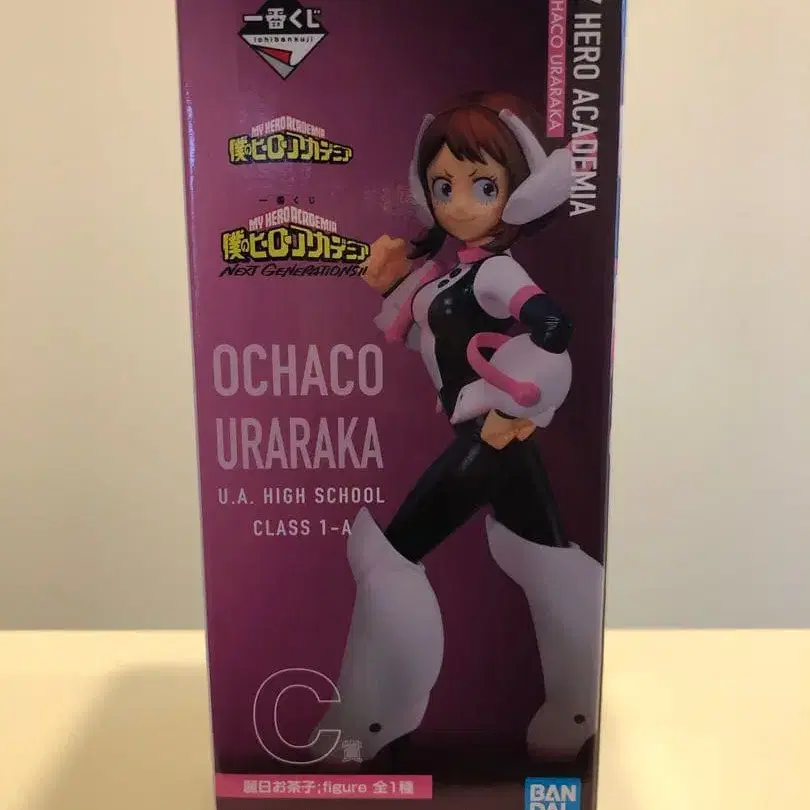 一番くじ
ichibankuji
MY HERO ACADEMIA
僕のヒーローアカデミア
一番くじ
MY HERO ACADEMIA
僕のヒーローアカデミア
NEXT GENERATIONS!!
OCHACO
URARAKA
U.A. HIGH SCHOOL
CLASS 1-A
C賞
麗日お茶子;figure 全1種
HERO ACADEMIA
OCHACO URARAKA
BAN
DAI